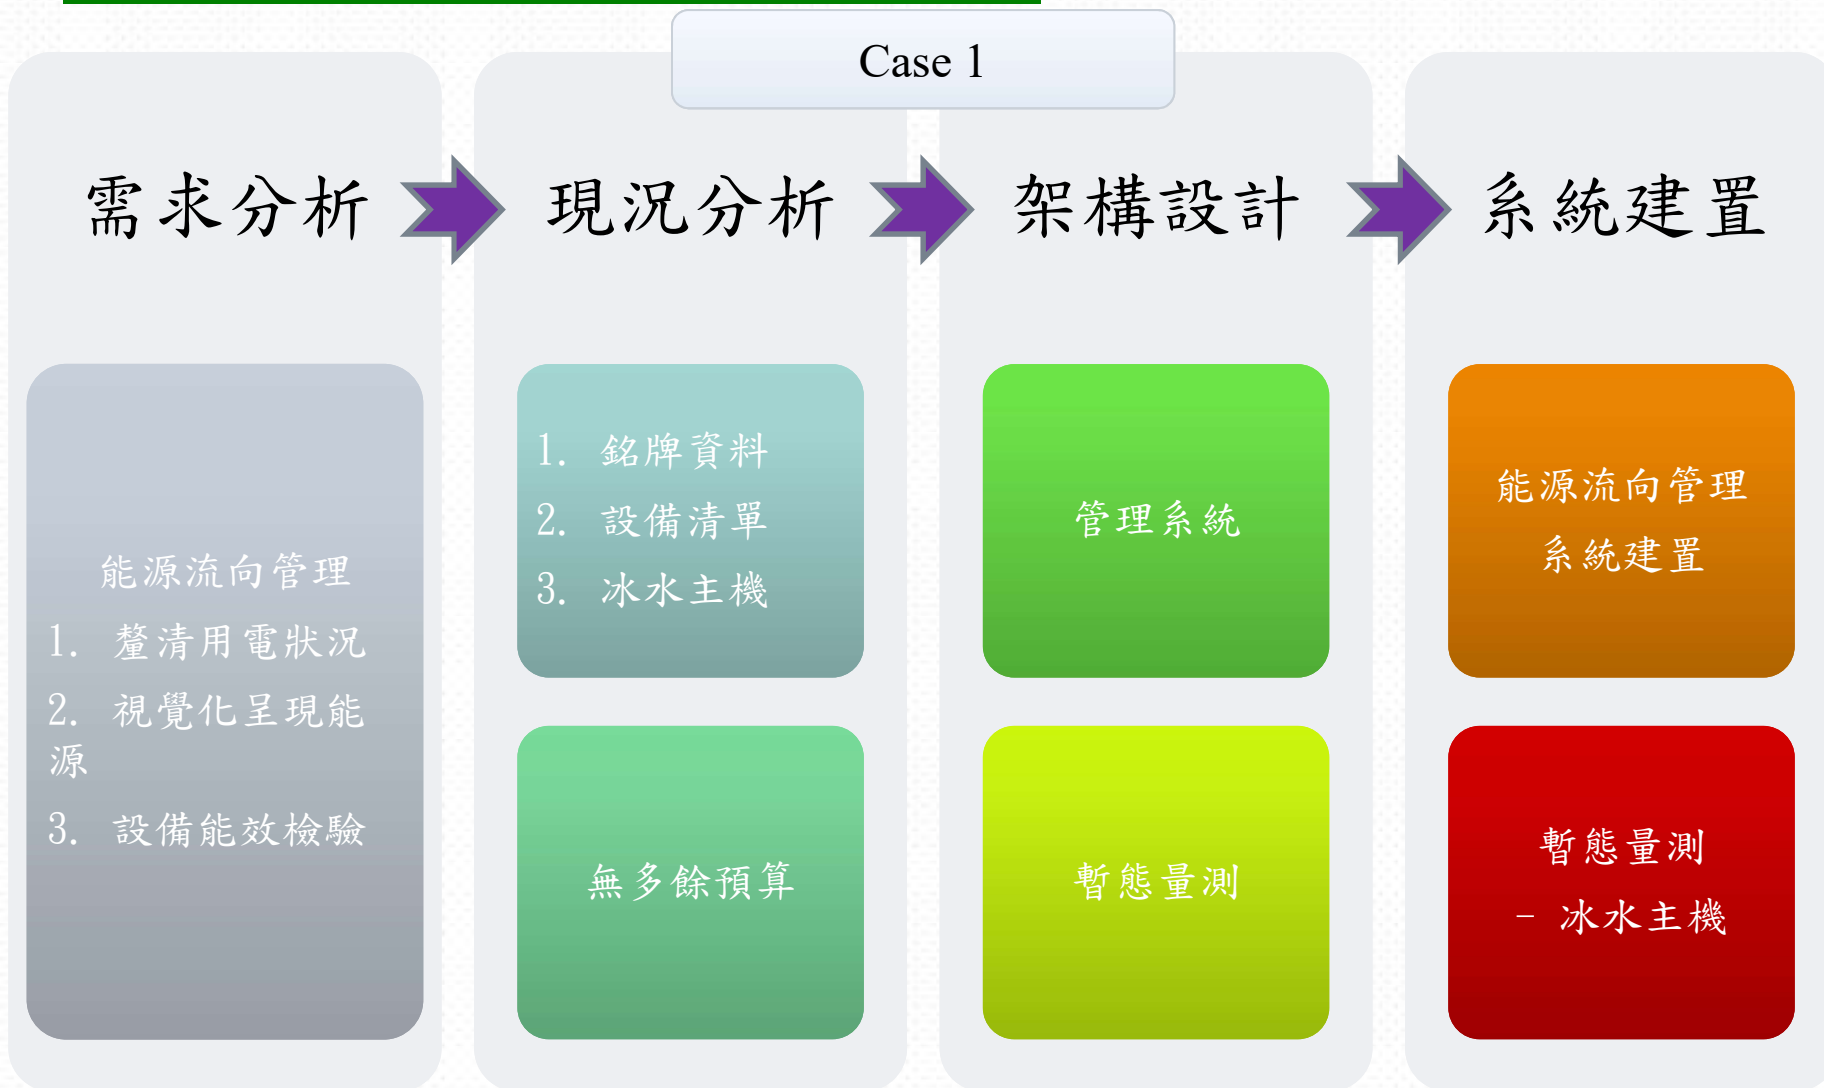 Case 1
需求分析
現況分析
架構設計
系統建置
能源流向管理
1. 釐清用電狀況
2. 視覺化呈現能
源
3. 設備能效檢驗
1. 銘牌資料
2. 設備清單
3. 冰水主機
無多餘預算
管理系統
暫態量測
能源流向管理
系統建置
暫態量測
- 冰水主機